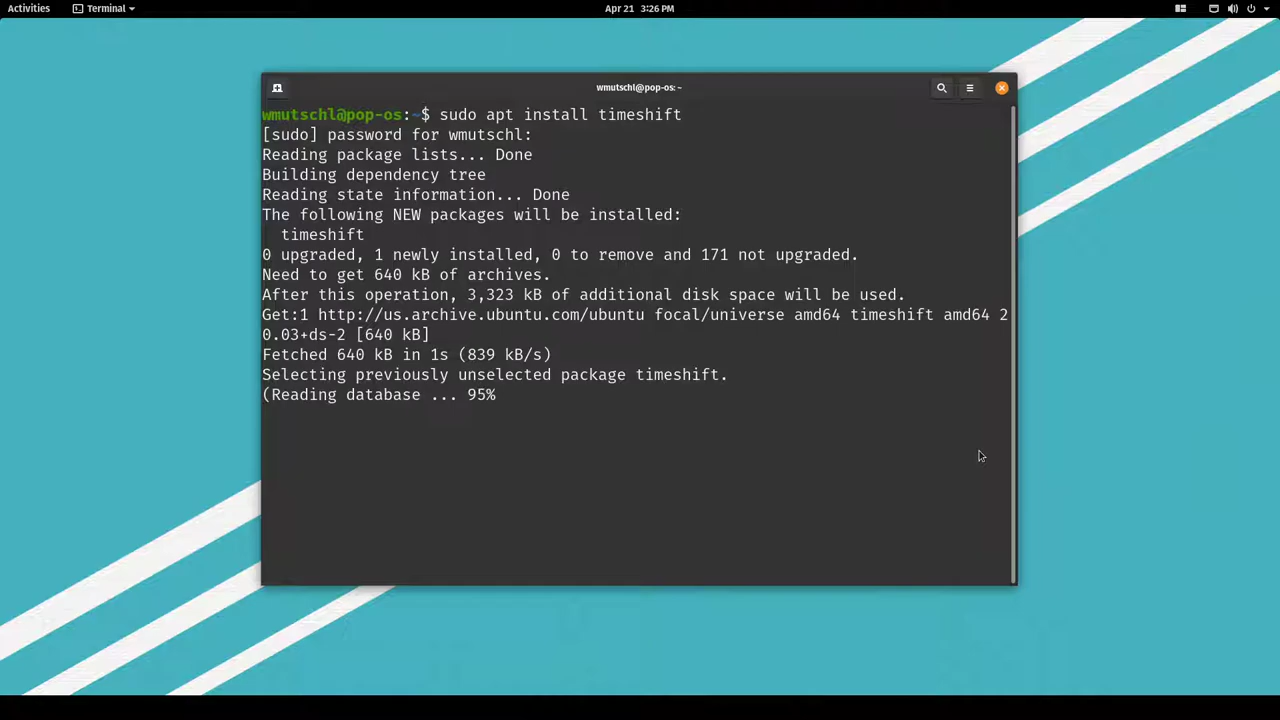 Activities
Terminal
Apr 21 3:26 PM
wmutschl@pop-os: ~
wmutschl@pop-os:~$ sudo apt install timeshift
[sudo] password for wmutschl:
Reading package lists... Done
Building dependency tree
Reading state information... Done
The following NEW packages will be installed:
timeshift
0 upgraded, 1 newly installed, 0 to remove and 171 not upgraded.
Need to get 640 kB of archives.
After this operation, 3,323 kB of additional disk space will be used.
Get:1 http://us.archive.ubuntu.com/ubuntu focal/universe amd64 timeshift amd64 2
0.03+ds-2 [640 kB]
Fetched 640 kB in 1s (839 kB/s)
Selecting previously unselected package timeshift.
(Reading database ... 95%